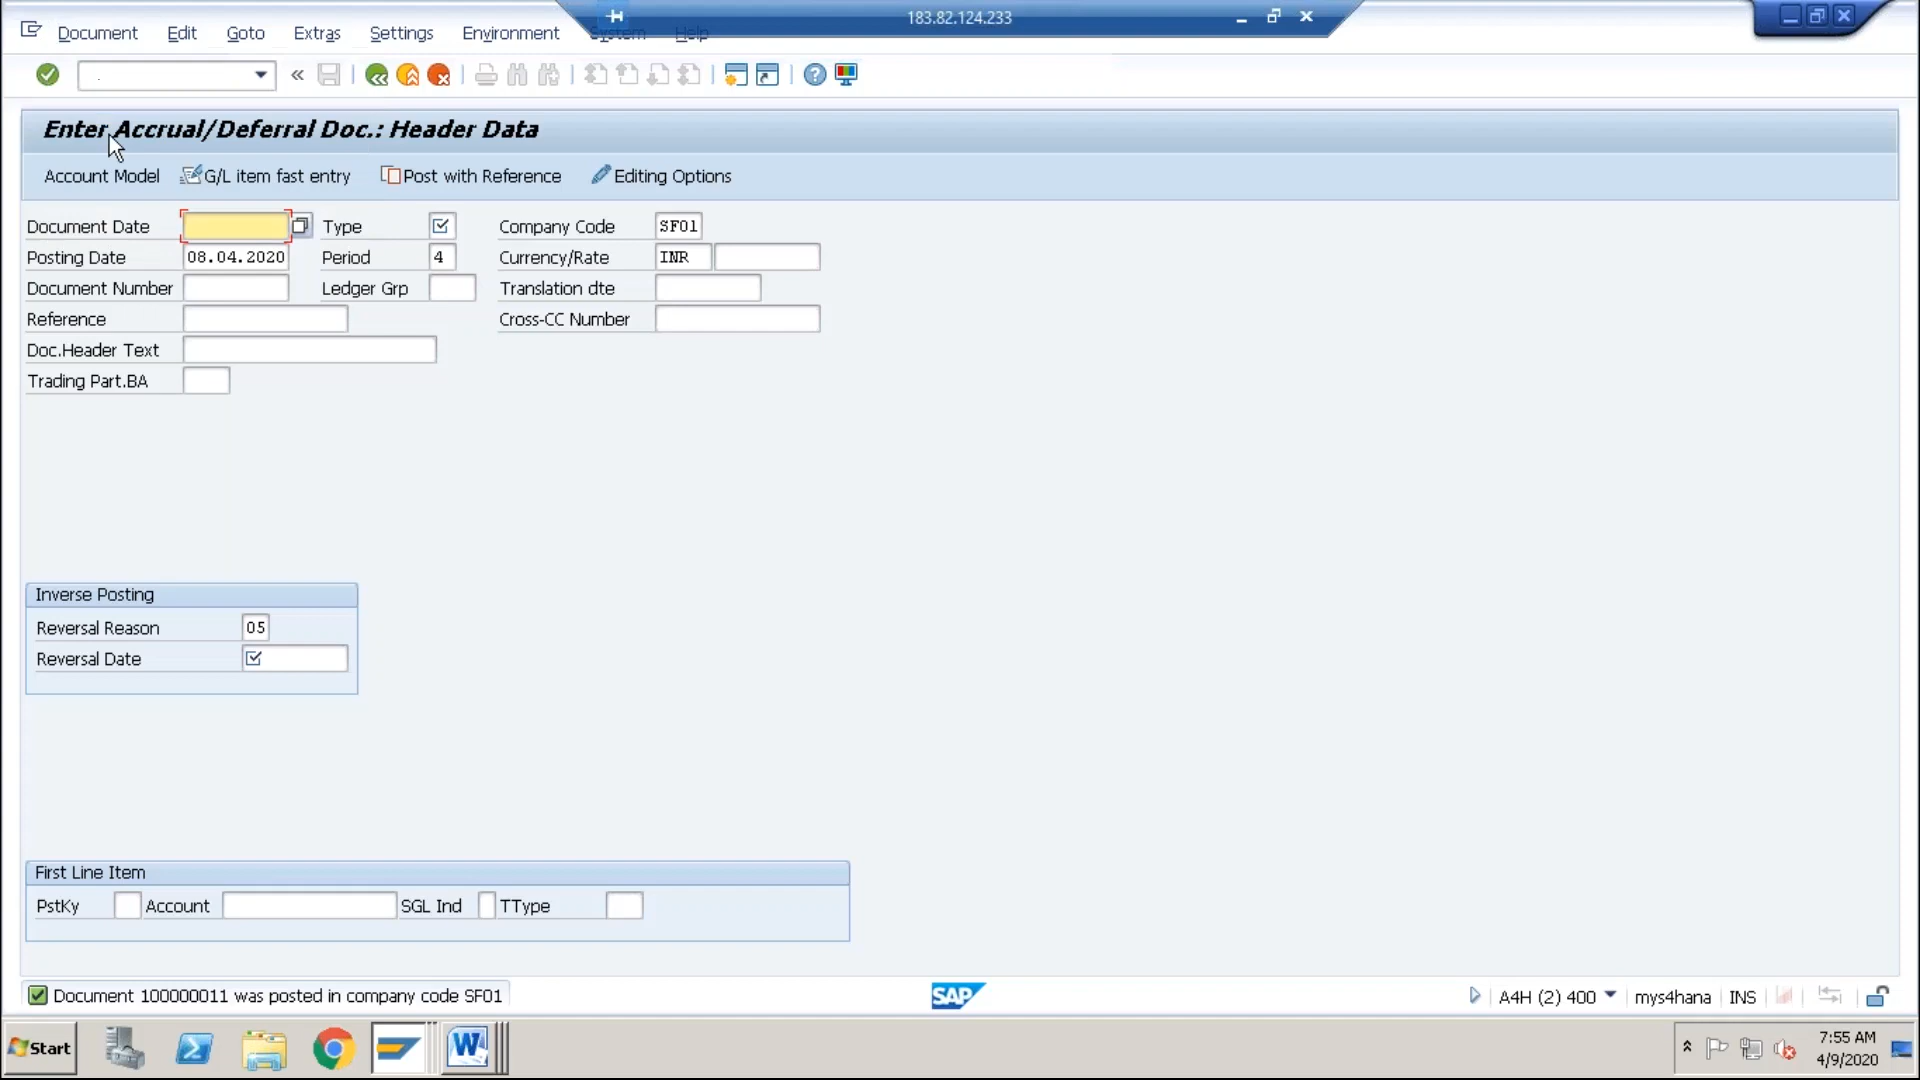 183.82.124.233
Document Edit Goto Extras Settings Environment System Help
Enter Accrual/Deferral Doc.: Header Data
Account Model G/L item fast entry Post with Reference Editing Options
Document Date Type Company Code SF01
Posting Date 08.04.2020 Period 4 Currency/Rate INR
Document Number Ledger Grp Translation dte
Reference Cross-CC Number
Doc.Header Text
Trading Part.BA
Inverse Posting
Reversal Reason 05
Reversal Date
First Line Item
PstKy Account SGL Ind TType
Document 100000011 was posted in company code SF01 SAP A4H (2) 400 mys4hana INS
Start 7:55 AM
4/9/2020